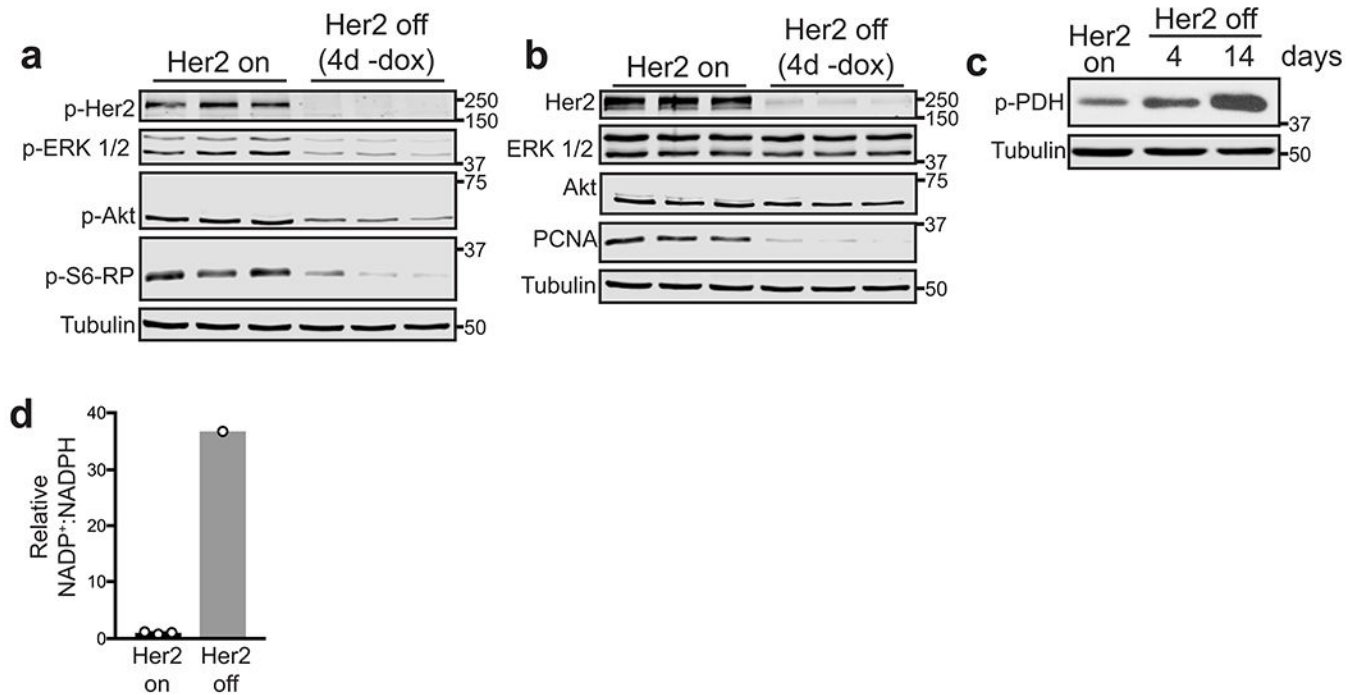 a
Her2 on
Her2 off
(4d -dox)
p-Her2
250
150
p-ERK 1/2
37
75
p-Akt
37
p-S6-RP
Tubulin
50
b
Her2 on
Her2 off
(4d -dox)
Her2
250
150
ERK 1/2
37
75
Akt
37
PCNA
Tubulin
50
c
Her2
on
Her2 off
4 14 days
p-PDH
37
Tubulin
50
d
Relative
NADP+:NADPH
40
30
20
10
0
Her2
on
Her2
off